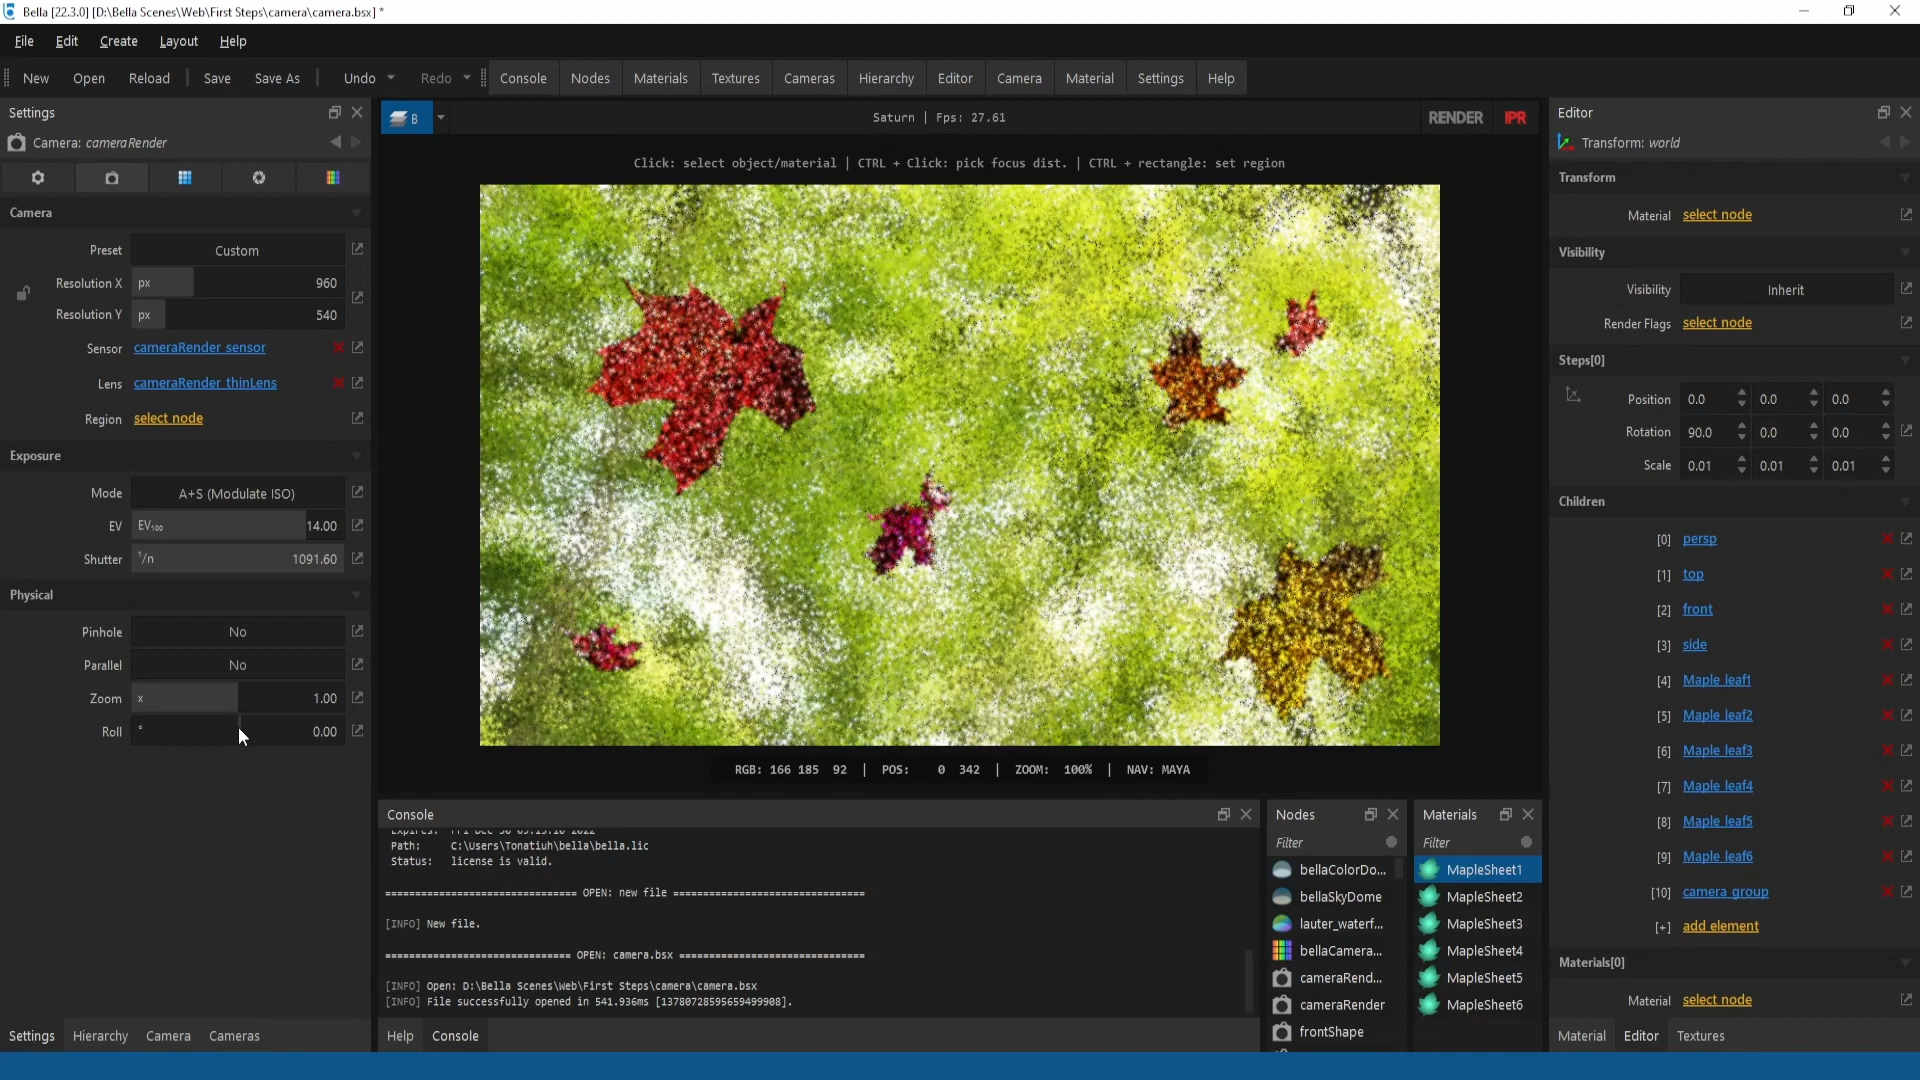 Bella [22.3.0] [D:\Bella Scenes\Web\First Steps\camera\camera.bsx] *
File Edit Create Layout Help
New Open Reload Save Save As Undo Redo Console Nodes Materials Textures Cameras Hierarchy Editor Camera Material Settings Help
Settings
Camera: cameraRender
Camera
Preset Custom
Resolution X px 960
Resolution Y px 540
Sensor cameraRender sensor
Lens cameraRender thinLens
Region select node
Exposure
Mode A+S (Modulate ISO)
EV EV₁₀₀ 14.00
Shutter ¹/n 1091.60
Physical
Pinhole No
Parallel No
Zoom x 1.00
Roll ° 0.00
Settings Hierarchy Camera Cameras
B
Saturn | Fps: 27.61
RENDER IPR
Click: select object/material | CTRL + Click: pick focus dist. | CTRL + rectangle: set region
RGB: 166 185 92 | POS: 0 342 | ZOOM: 100% | NAV: MAYA
Console
Path: C:\Users\Tonatiuh\bella\bella.lic
Status: license is valid.
=============================== OPEN: new file ===============================
[INFO] New file.
============================== OPEN: camera.bsx ==============================
[INFO] Open: D:\Bella Scenes\Web\First Steps\camera\camera.bsx
[INFO] File successfully opened in 541.936ms [13780728595659499908].
Help Console
Nodes
Filter
bellaColorDo...
bellaSkyDome
lauter_waterf...
bellaCamera...
cameraRend...
cameraRender
frontShape
Materials
Filter
MapleSheet1
MapleSheet2
MapleSheet3
MapleSheet4
MapleSheet5
MapleSheet6
Editor
Transform: world
Transform
Material select node
Visibility
Visibility Inherit
Render Flags select node
Steps[0]
Position 0.0 0.0 0.0
Rotation 90.0 0.0 0.0
Scale 0.01 0.01 0.01
Children
[0] persp
[1] top
[2] front
[3] side
[4] Maple leaf1
[5] Maple leaf2
[6] Maple leaf3
[7] Maple leaf4
[8] Maple leaf5
[9] Maple leaf6
[10] camera group
[+] add element
Materials[0]
Material select node
Material Editor Textures